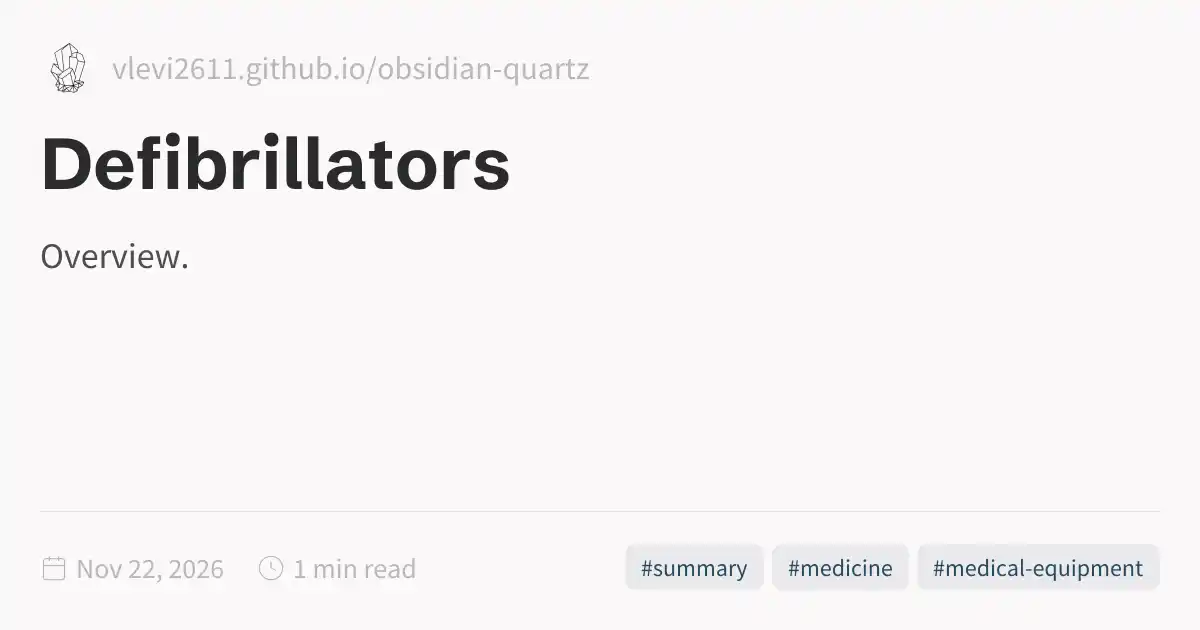 vlevi2611.github.io/obsidian-quartz
Defibrillators
Overview.
Nov 22, 2026 1 min read #summary #medicine #medical-equipment